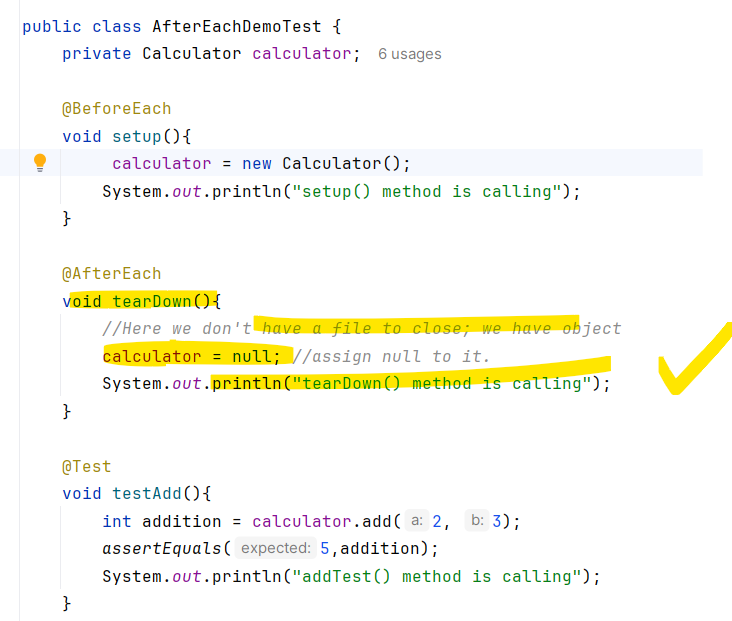 public class AfterEachDemoTest {
private Calculator calculator; 6 usages
@BeforeEach
void setup(){
calculator = new Calculator();
System.out.println("setup() method is calling");
}
@AfterEach
void tearDown(){
//Here we don't have a file to close; we have object
calculator = null; //assign null to it.
System.out.println("tearDown() method is calling");
}
@Test
void testAdd(){
int addition = calculator.add( a: 2, b: 3);
assertEquals( expected: 5,addition);
System.out.println("addTest() method is calling");
}